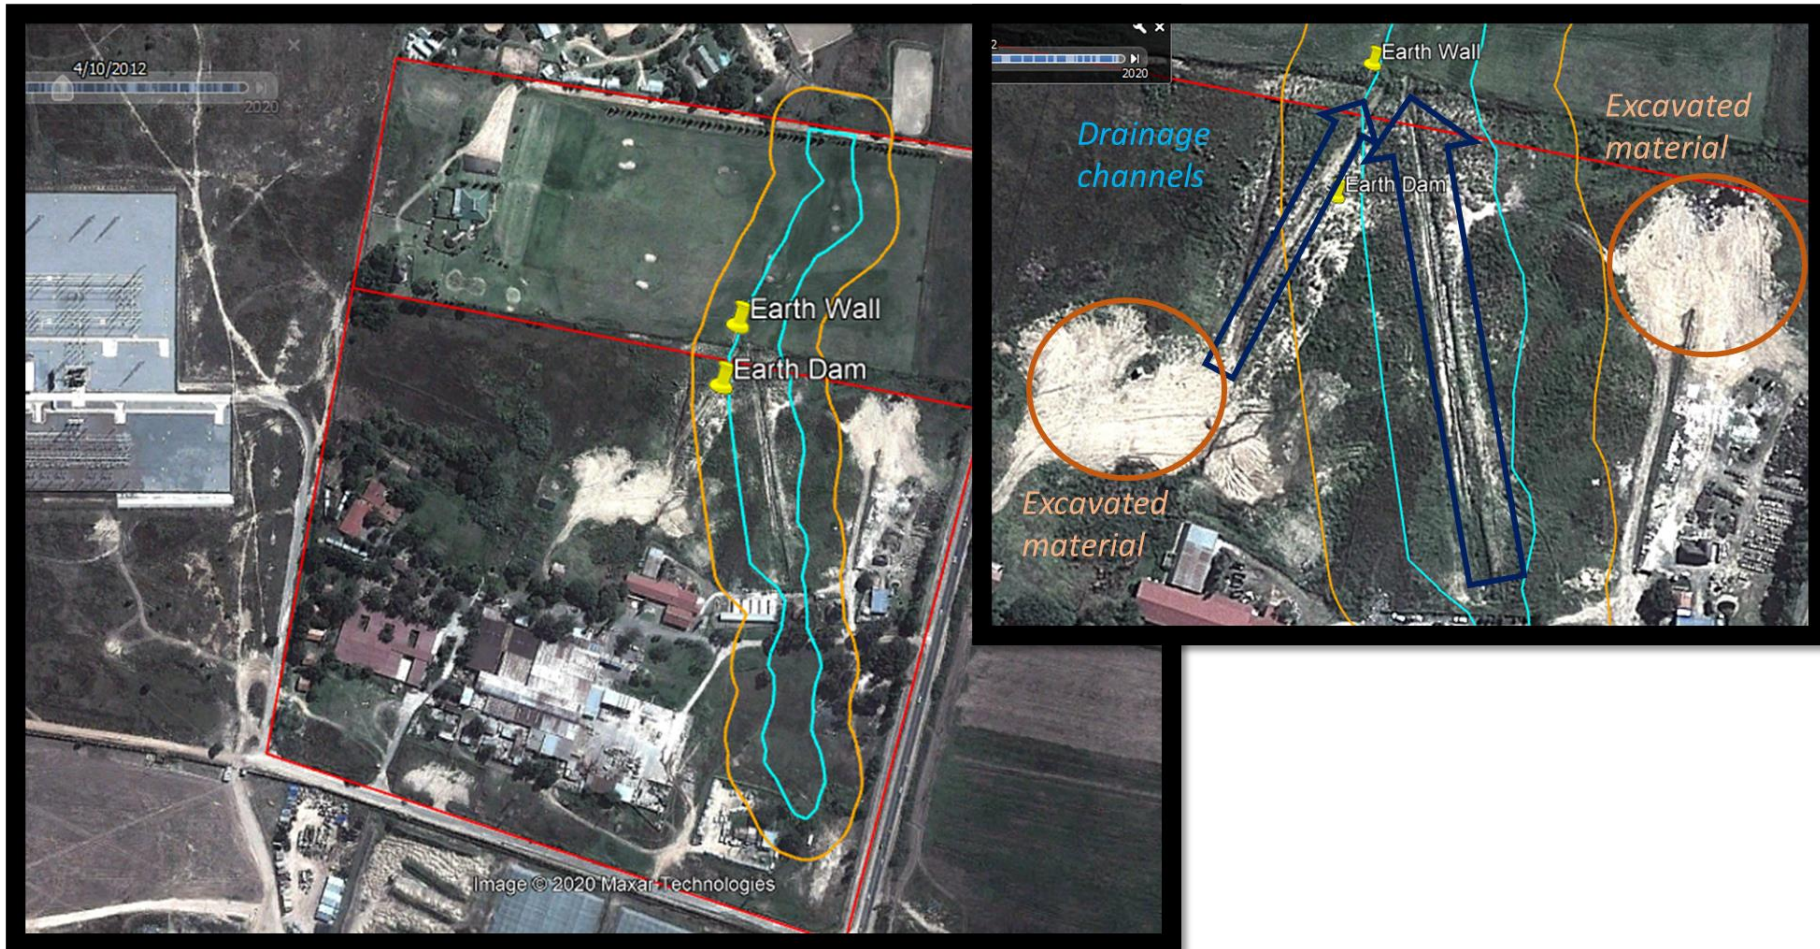 4/10/2012
2020
Earth Wall
Earth Dam
Image © 2020 Maxar Technologies
2
2020
Earth Wall
Excavated
material
Drainage
channels
Earth Dam
Excavated
material